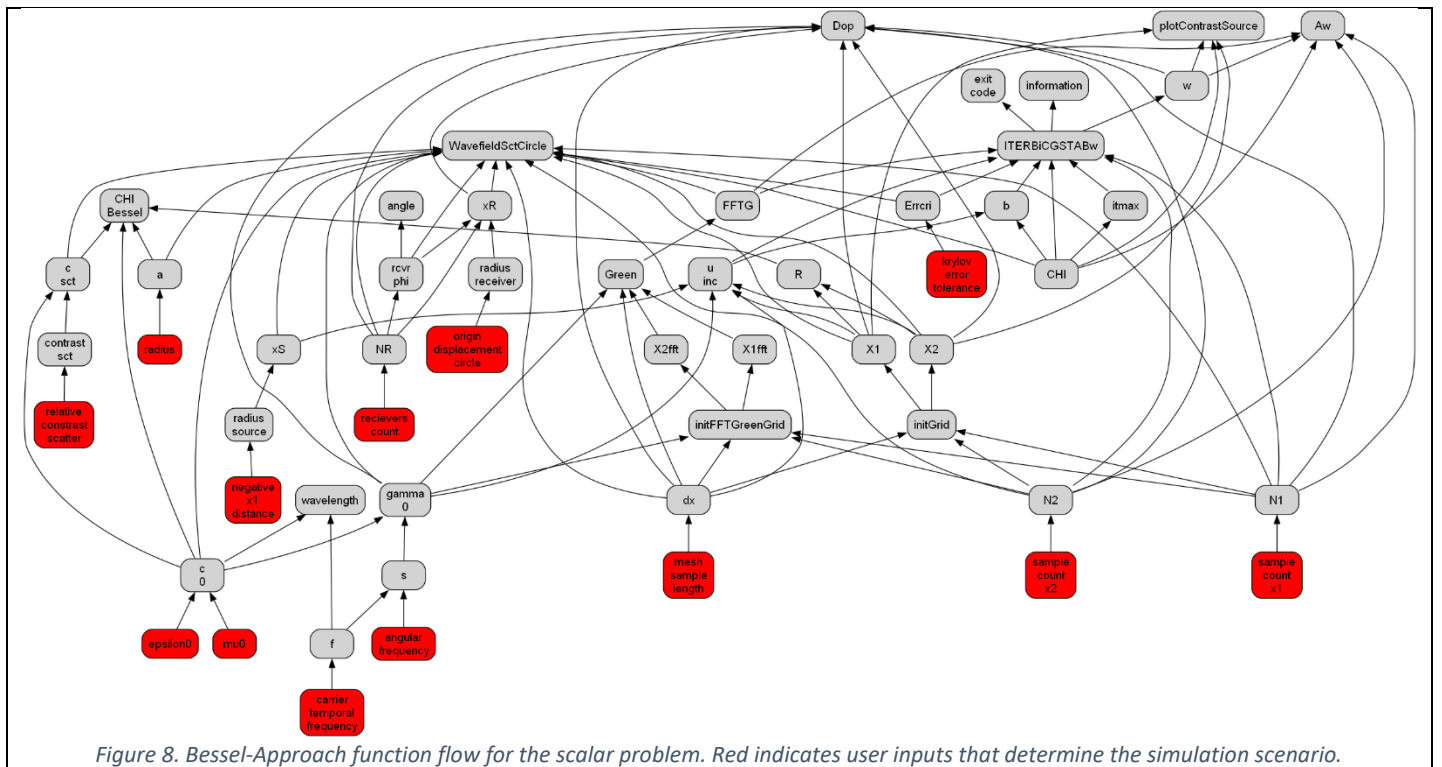 Dop
plotContrastSource
Aw
exit
code
information
w
WavefieldSctCircle
ITERBiCGSTABw
CHI
Bessel
angle
xR
FFTG
Errcri
b
itmax
c
sct
a
rcvr
phi
radius
receiver
Green
u
inc
R
krylov
error
tolerance
CHI
contrast
sct
radius
xS
NR
origin
displacement
circle
X2fft
X1fft
X1
X2
relative
constrast
scatter
radius
source
recievers
count
initFFTGreenGrid
initGrid
negative
x1
distance
wavelength
gamma
0
dx
N2
N1
c
0
s
mesh
sample
length
sample
count
x2
sample
count
x1
epsilon0
mu0
f
angular
frequency
carrier
temporal
frequency
Figure 8. Bessel-Approach function flow for the scalar problem. Red indicates user inputs that determine the simulation scenario.